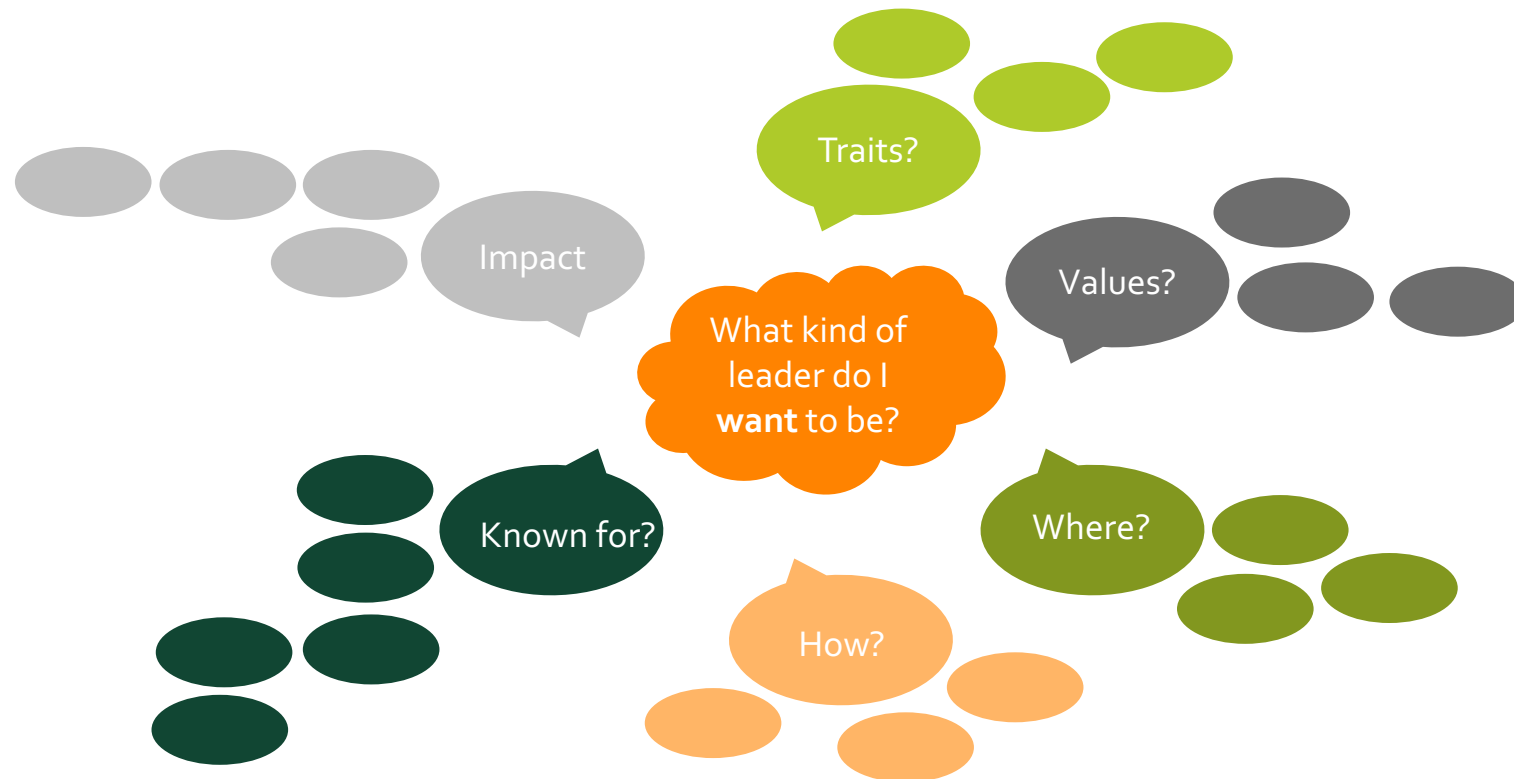 Traits?
Impact
Values?
What kind of
leader do I
want to be?
Known for?
Where?
How?